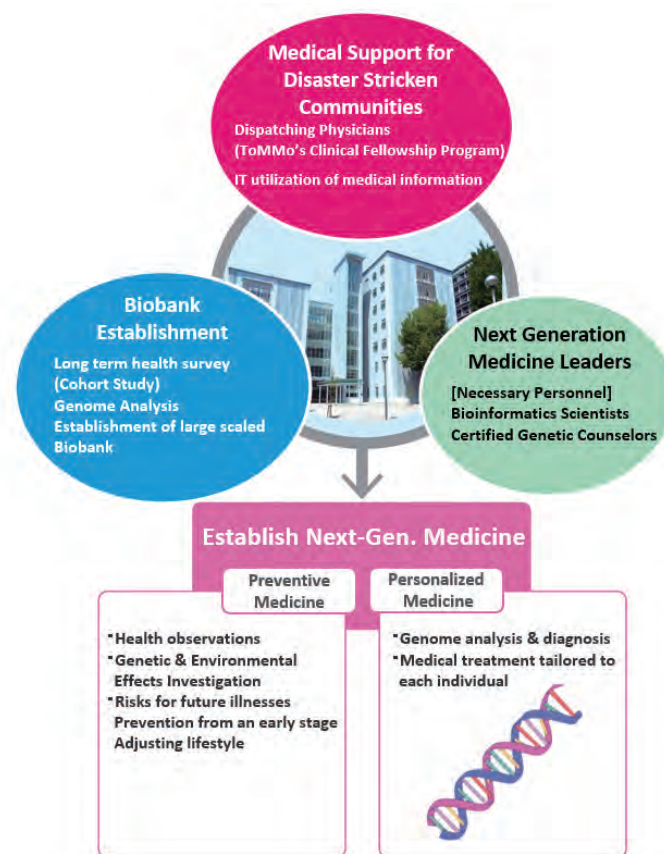 Medical Support for
Disaster Stricken
Communities
Dispatching Physicians
(ToMMo's Clinical Fellowship Program)
IT utilization of medical information
Biobank
Establishment
Long term health survey
(Cohort Study)
Genome Analysis
Establishment of large scaled
Biobank
Next Generation
Medicine Leaders
[Necessary Personnel]
Bioinformatics Scientists
Certified Genetic Counselors
Establish Next-Gen. Medicine
Preventive
Medicine
・Health observations
・Genetic & Environmental
Effects Investigation
・Risks for future illnesses
Prevention from an early stage
Adjusting lifestyle
Personalized
Medicine
・Genome analysis & diagnosis
・Medical treatment tailored to
each individual